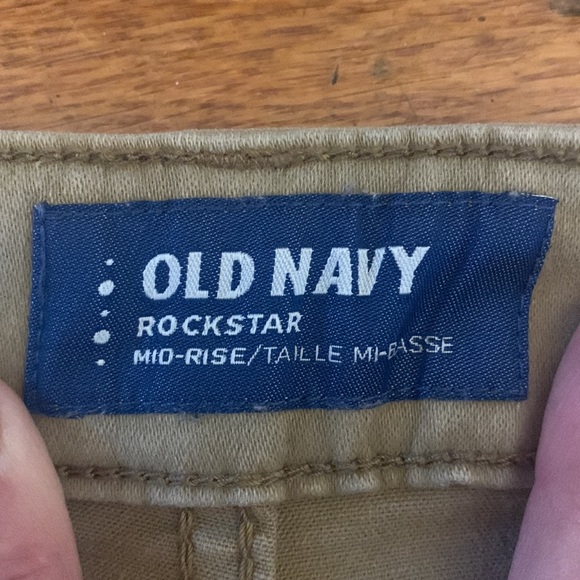 OLD NAVY
ROCKSTAR
MID-RISE/TAILLE MI-BASSE